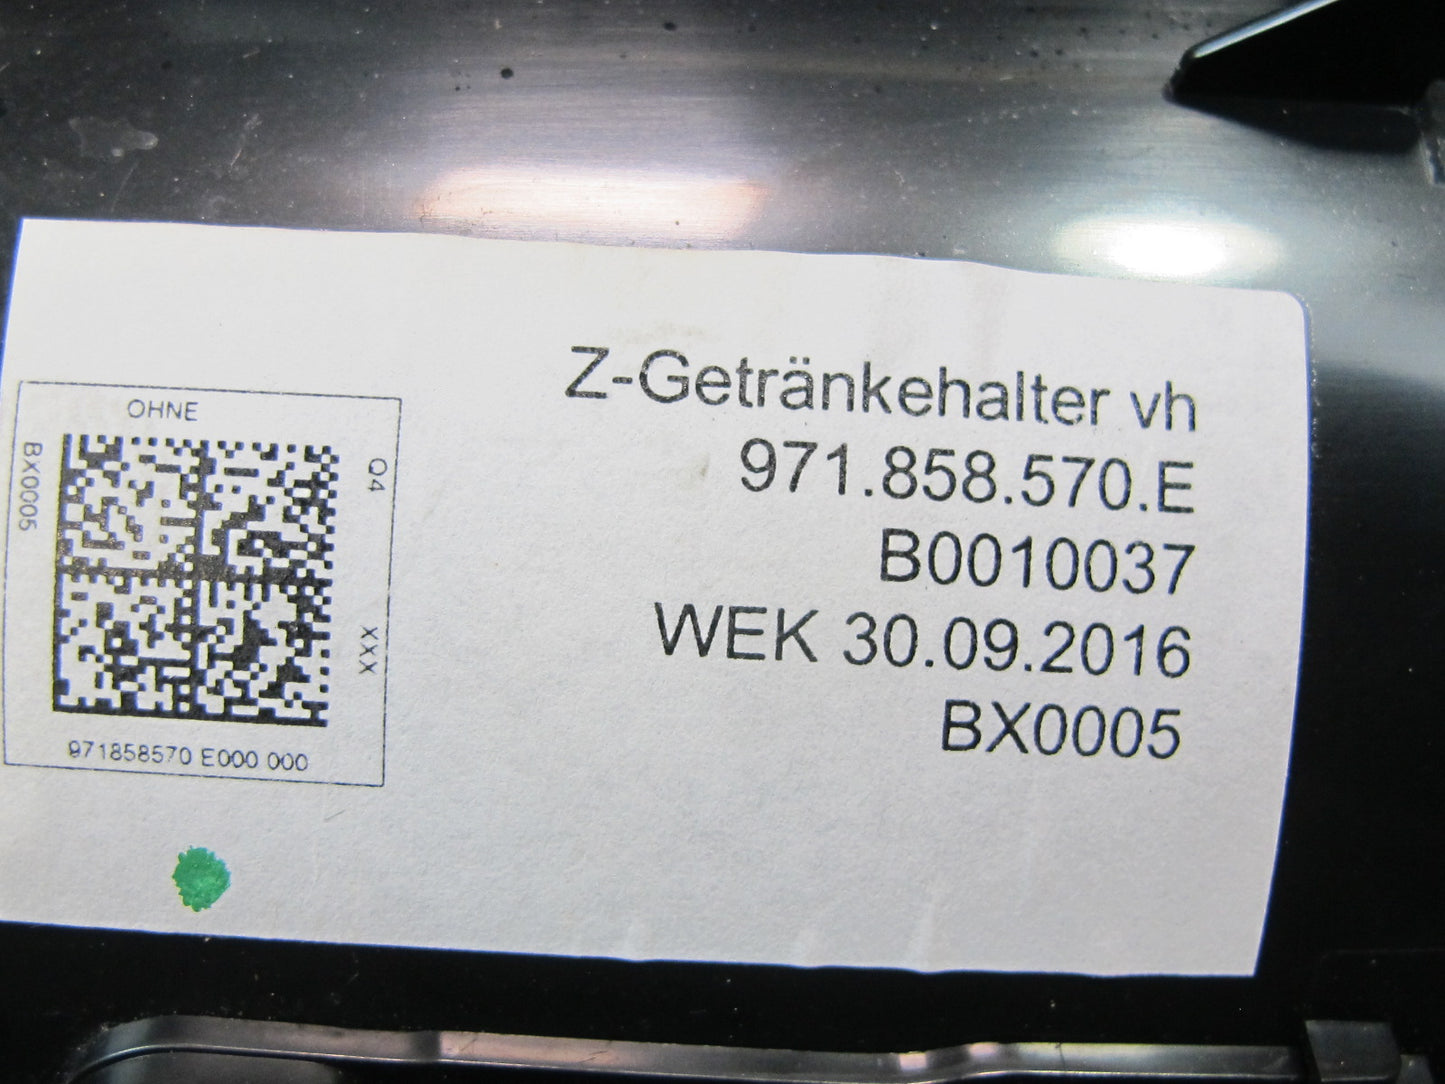 OHNE
BX0005
Q4
XXX
971858570 E000 000
Z-Getränkehalter vh
971.858.570.E
B0010037
WEK 30.09.2016
BX0005